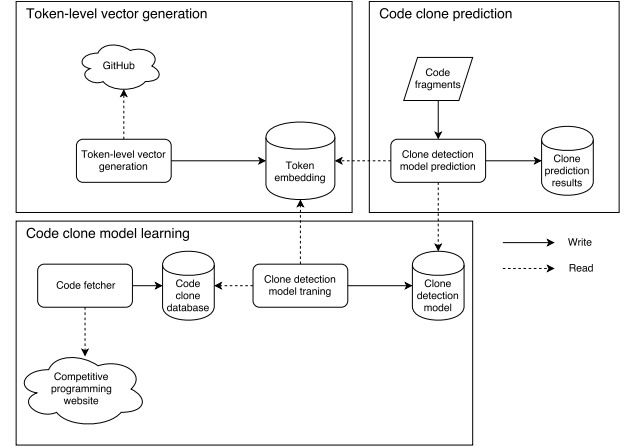 Token-level vector generation
GitHub
Token-level vector
generation
Token
embedding
Code clone prediction
Code
fragments
Clone detection
model prediction
Clone
prediction
results
Code clone model learning
Code fetcher
Code
clone
database
Clone detection
model traning
Clone
detection
model
Competitive
programming
website
Write
Read